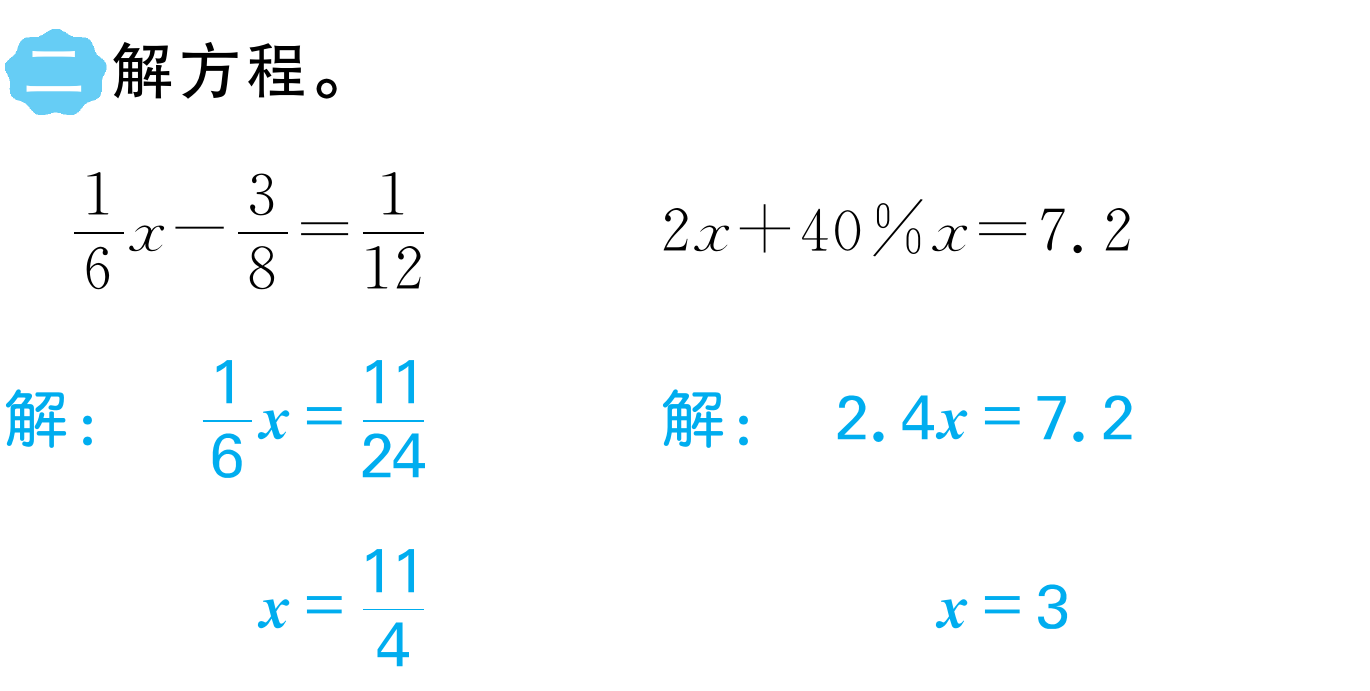 二 解方程。
1/6x-3/8=1/12
2x+40%x=7.2
解: 1/6x=11/24
解: 2.4x=7.2
x=11/4
x=3